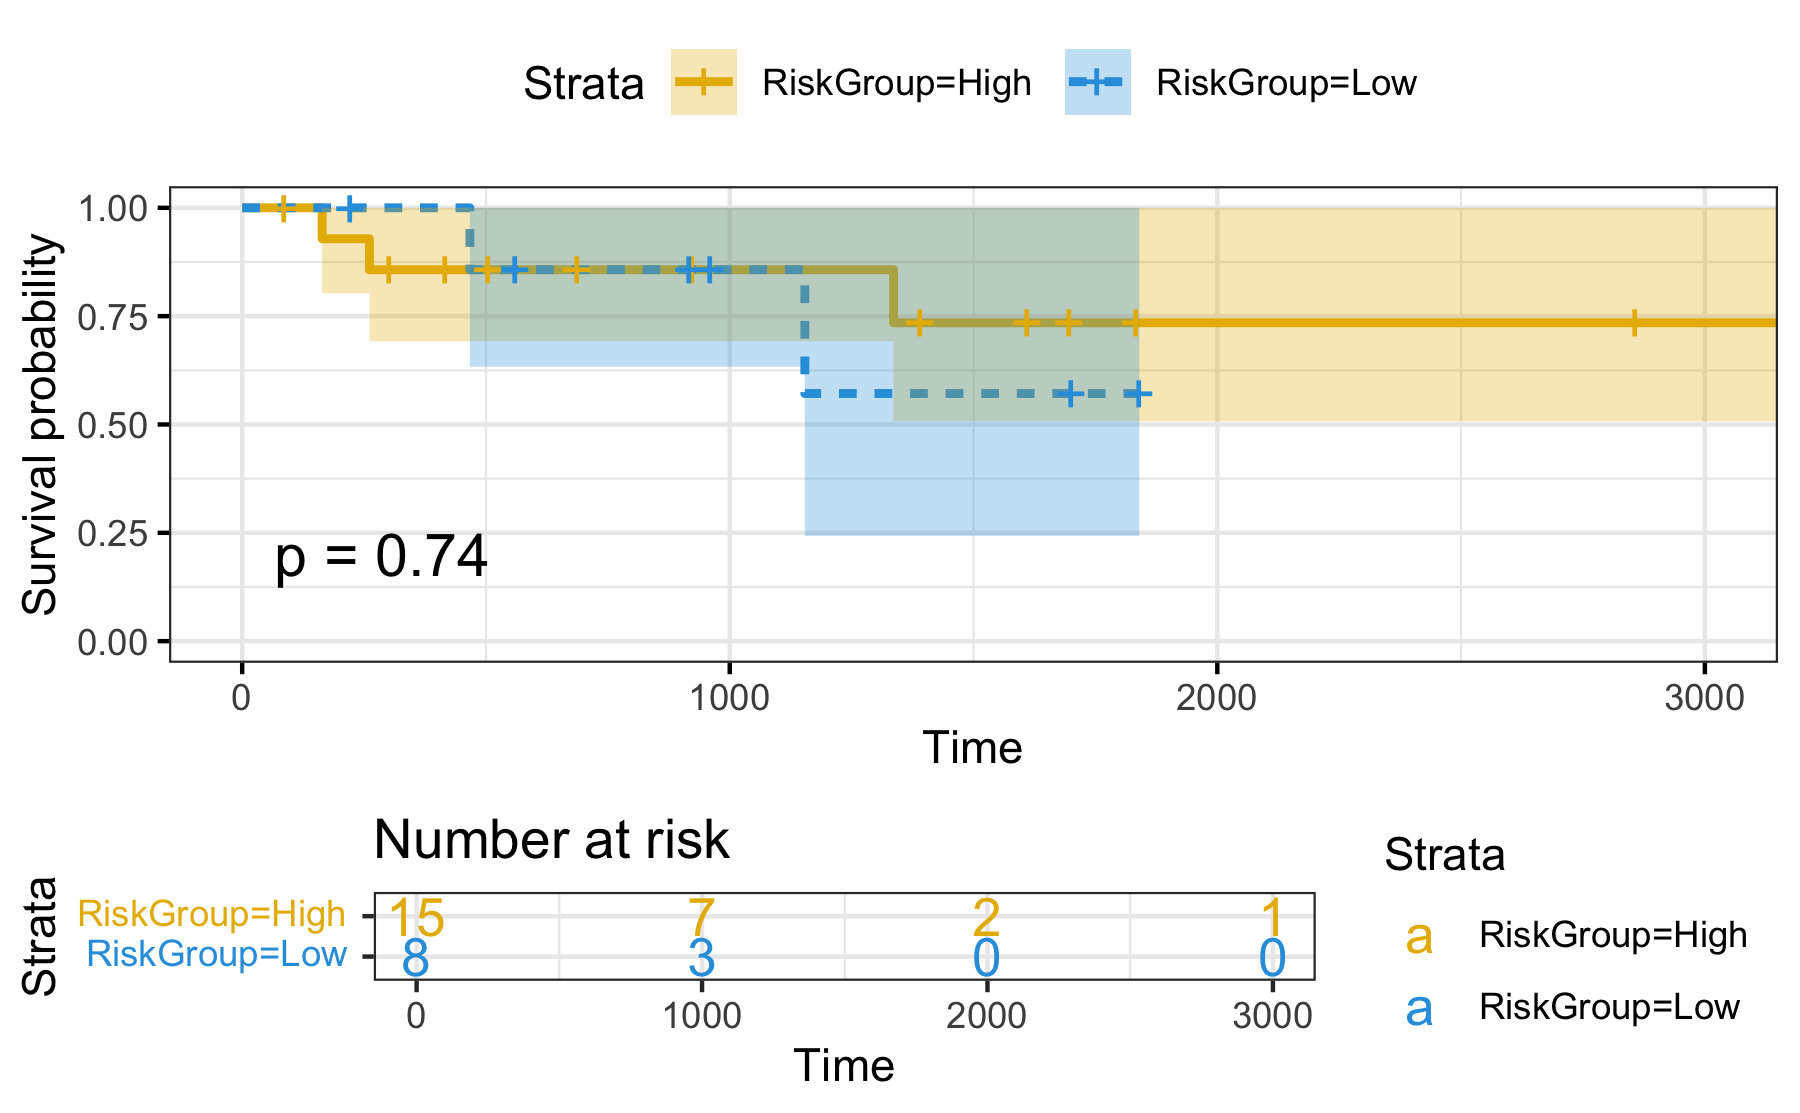 Strata RiskGroup=High RiskGroup=Low
Survival probability
1.00
0.75
0.50
0.25
0.00
p = 0.74
0 1000 2000 3000
Time
Number at risk
Strata
RiskGroup=High 15 7 2 1
RiskGroup=Low 8 3 0 0
0 1000 2000 3000
Time
Strata
a RiskGroup=High
a RiskGroup=Low